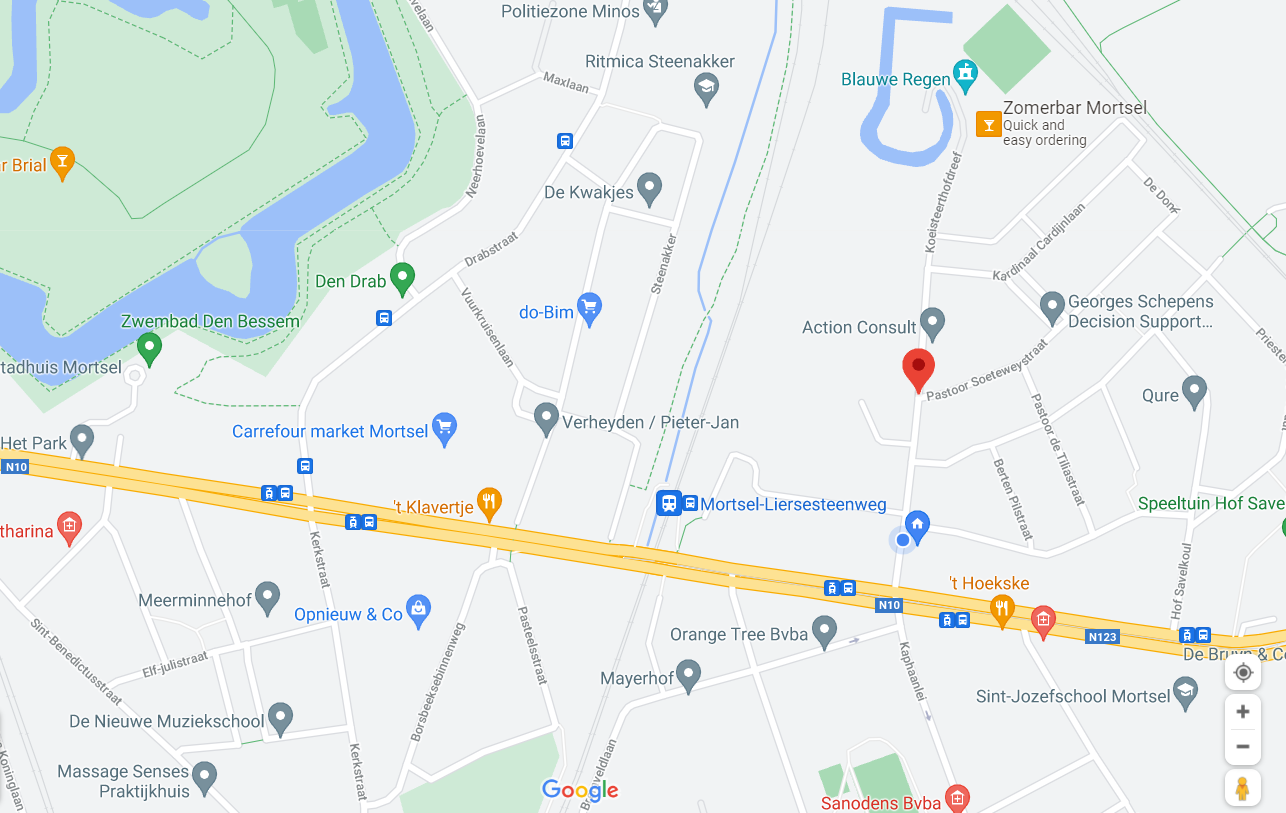 Politiezone Minos
Ritmica Steenakker
Maxlaan
Blauwe Regen
Zomerbar Mortsel
Quick and
easy ordering
Neerhoevelaan
r Brial
De Kwakjes
Koeisteerthofdreef
De Donk
Kardinaal Cardijnlaan
Drabstraat
Steenakker
Den Drab
Vuurkruisenlaan
do-Bim
Georges Schepens
Decision Support...
Action Consult
Zwembad Den Bessem
tadhuis Mortsel
Pastoor Soeteweystraat
Qure
Carrefour market Mortsel
Verheyden / Pieter-Jan
Pastoor de Tiliastraat
Het Park
N10
Berten Pilstraat
't Klavertje
Mortsel-Liersesteenweg
Speeltuin Hof Save
tharina
Kerkstraat
Hof Savelkoul
't Hoekske
Meerminnehof
Opnieuw & Co
N10
N123
Pasteelsstraat
Orange Tree Bvba
De Bruyn & Co
Sint-Benedictusstraat
Elf-julistraat
Borsbeeksebinnenweg
Kaphaanlei
Mayerhof
Sint-Jozefschool Mortsel
De Nieuwe Muziekschool
Kerkstraat
Massage Senses
Praktijkhuis
Google
Sanodens Bvba